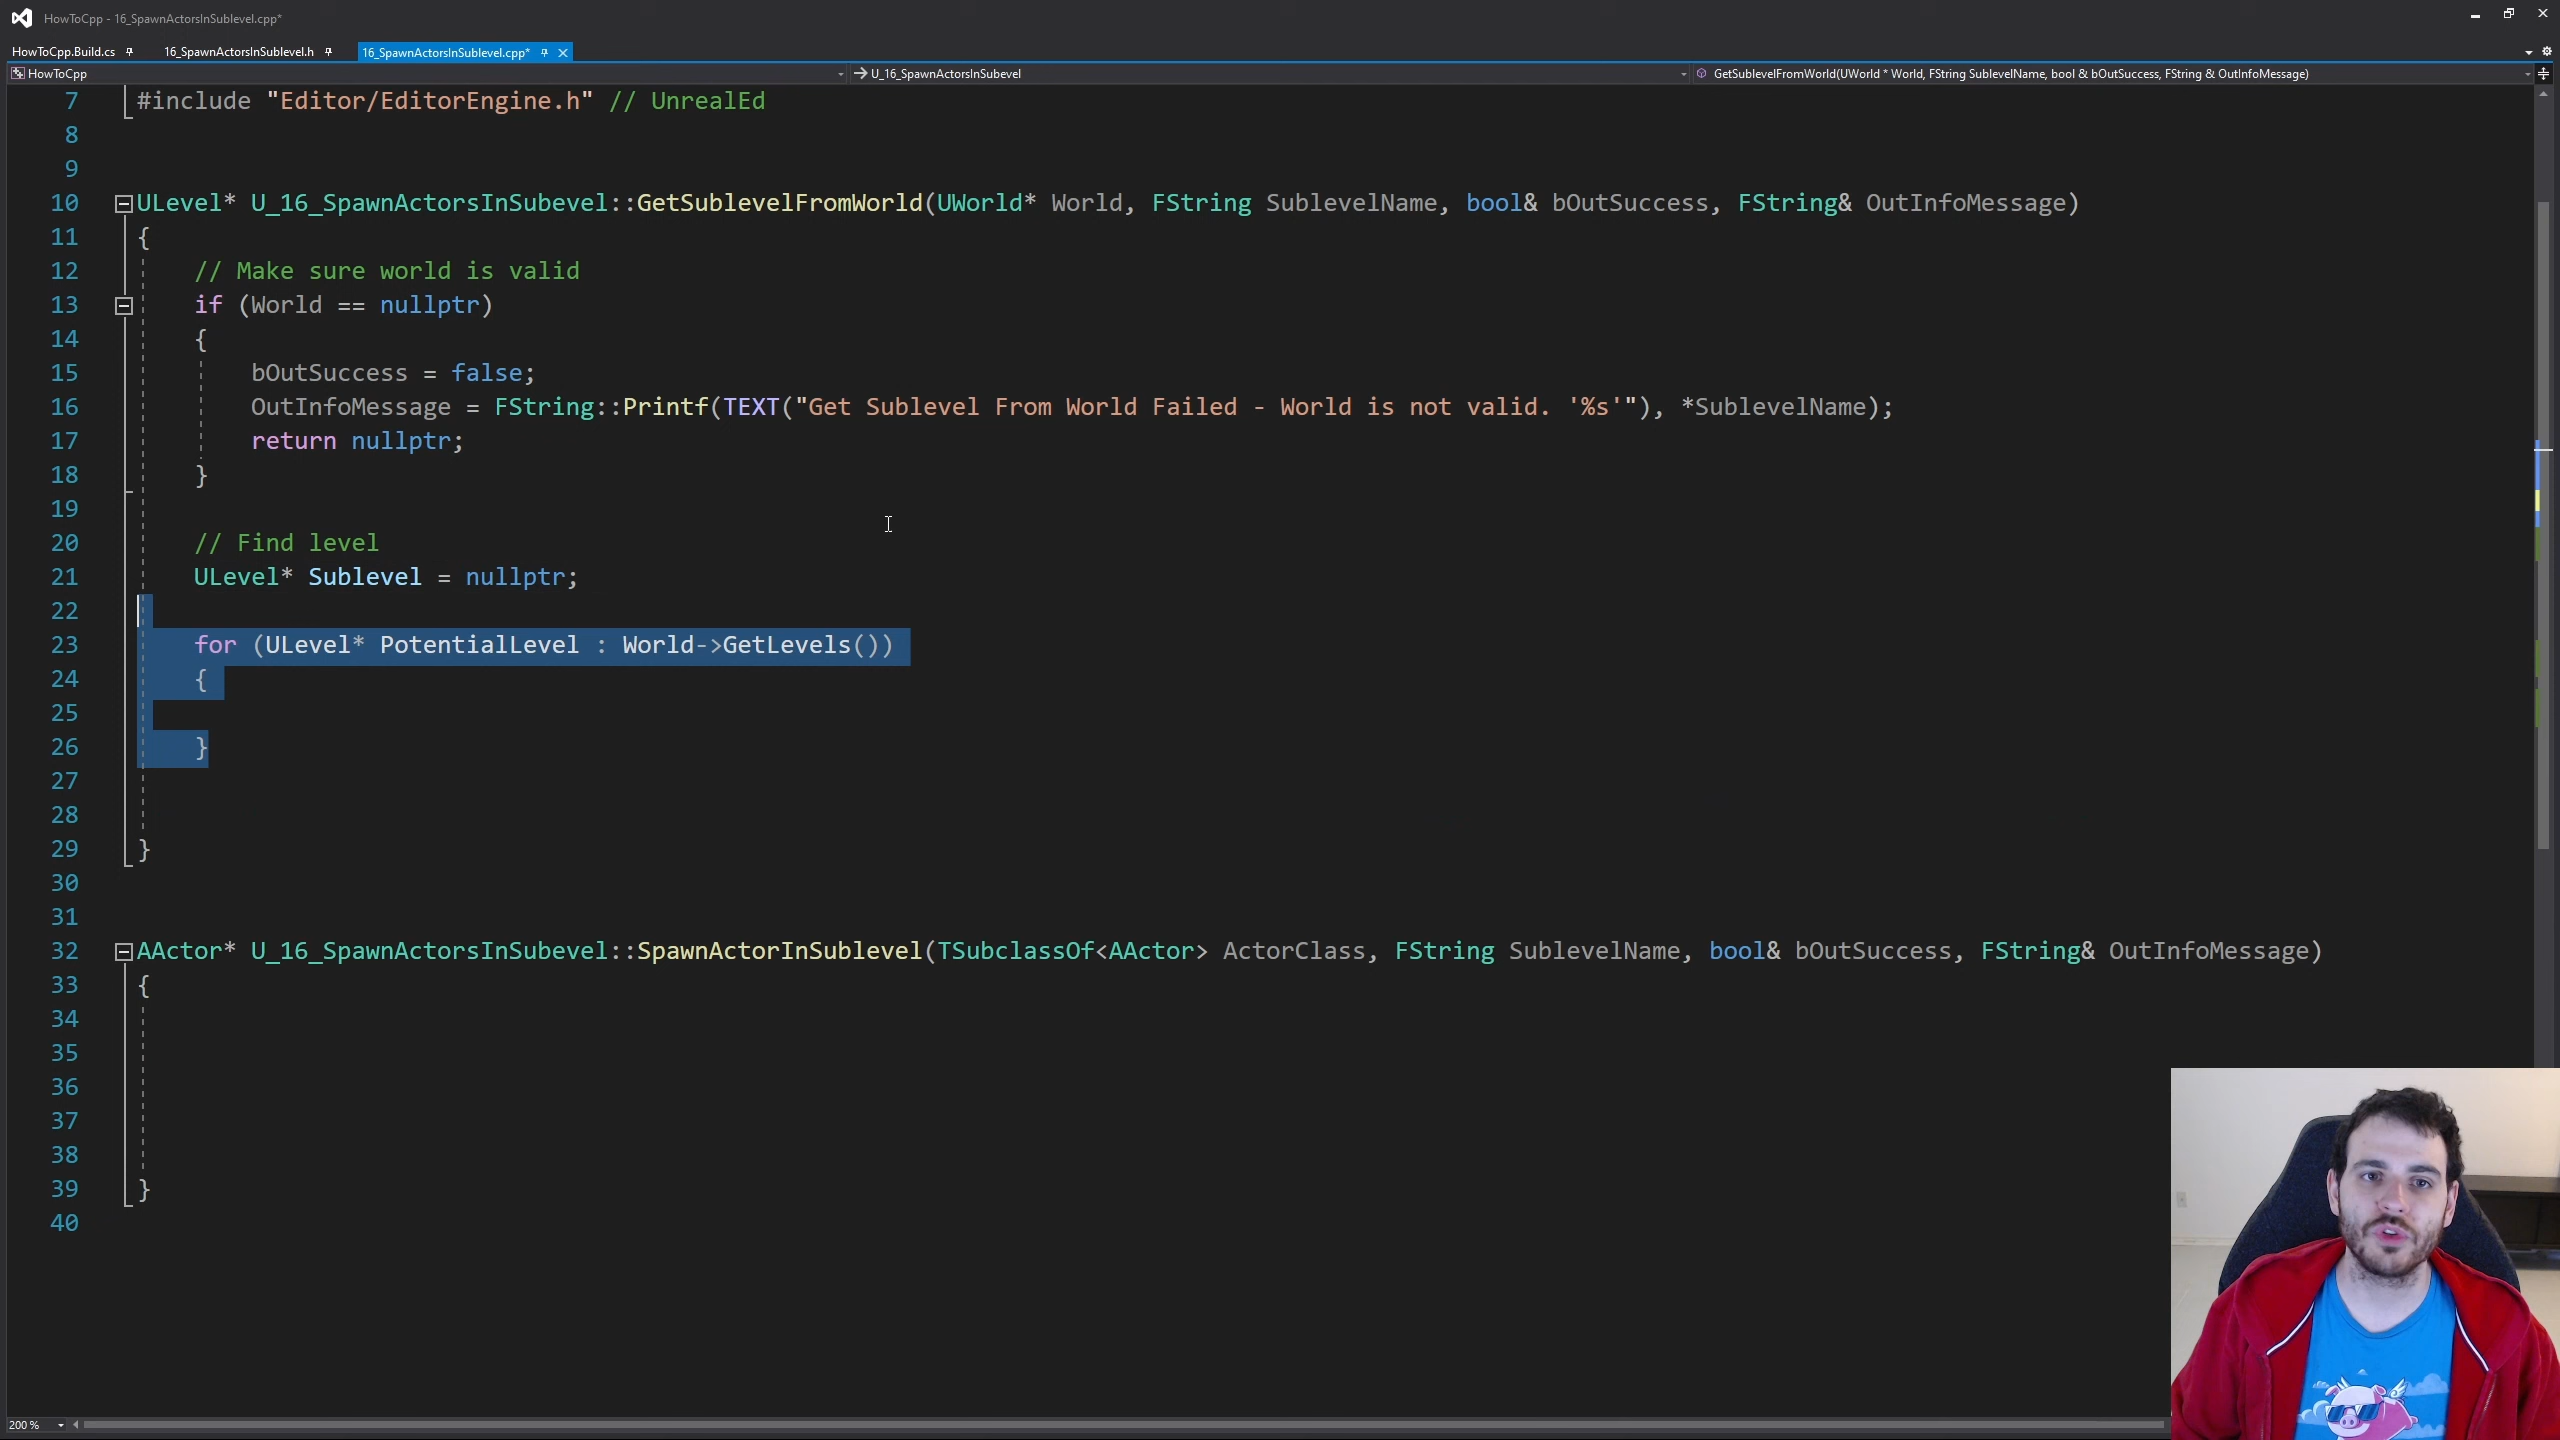 HowToCpp - 16_SpawnActorsInSublevel.cpp*
HowToCpp.Build.cs 16_SpawnActorsInSublevel.h 16_SpawnActorsInSublevel.cpp*
HowToCpp U_16_SpawnActorsInSubevel GetSublevelFromWorld(UWorld * World, FString SublevelName, bool & bOutSuccess, FString & OutInfoMessage)
7 #include "Editor/EditorEngine.h" // UnrealEd
8
9
10 ULevel* U_16_SpawnActorsInSubevel::GetSublevelFromWorld(UWorld* World, FString SublevelName, bool& bOutSuccess, FString& OutInfoMessage)
11 {
12 // Make sure world is valid
13 if (World == nullptr)
14 {
15 bOutSuccess = false;
16 OutInfoMessage = FString::Printf(TEXT("Get Sublevel From World Failed - World is not valid. '%s'"), *SublevelName);
17 return nullptr;
18 }
19
20 // Find level
21 ULevel* Sublevel = nullptr;
22
23 for (ULevel* PotentialLevel : World->GetLevels())
24 {
25
26 }
27
28
29 }
30
31
32 AActor* U_16_SpawnActorsInSubevel::SpawnActorInSublevel(TSubclassOf<AActor> ActorClass, FString SublevelName, bool& bOutSuccess, FString& OutInfoMessage)
33 {
34
35
36
37
38
39 }
40
200 %